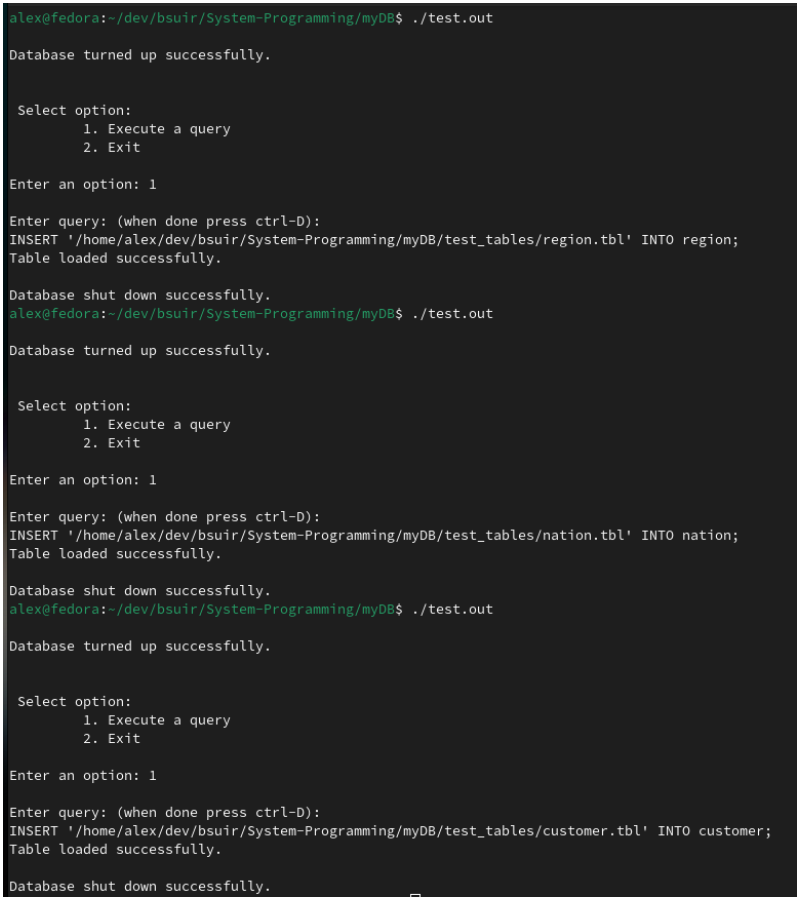 alex@fedora:~/dev/bsuir/System-Programming/myDB$ ./test.out
Database turned up successfully.
Select option:
1. Execute a query
2. Exit
Enter an option: 1
Enter query: (when done press ctrl-D):
INSERT '/home/alex/dev/bsuir/System-Programming/myDB/test_tables/region.tbl' INTO region;
Table loaded successfully.
Database shut down successfully.
alex@fedora:~/dev/bsuir/System-Programming/myDB$ ./test.out
Database turned up successfully.
Select option:
1. Execute a query
2. Exit
Enter an option: 1
Enter query: (when done press ctrl-D):
INSERT '/home/alex/dev/bsuir/System-Programming/myDB/test_tables/nation.tbl' INTO nation;
Table loaded successfully.
Database shut down successfully.
alex@fedora:~/dev/bsuir/System-Programming/myDB$ ./test.out
Database turned up successfully.
Select option:
1. Execute a query
2. Exit
Enter an option: 1
Enter query: (when done press ctrl-D):
INSERT '/home/alex/dev/bsuir/System-Programming/myDB/test_tables/customer.tbl' INTO customer;
Table loaded successfully.
Database shut down successfully.